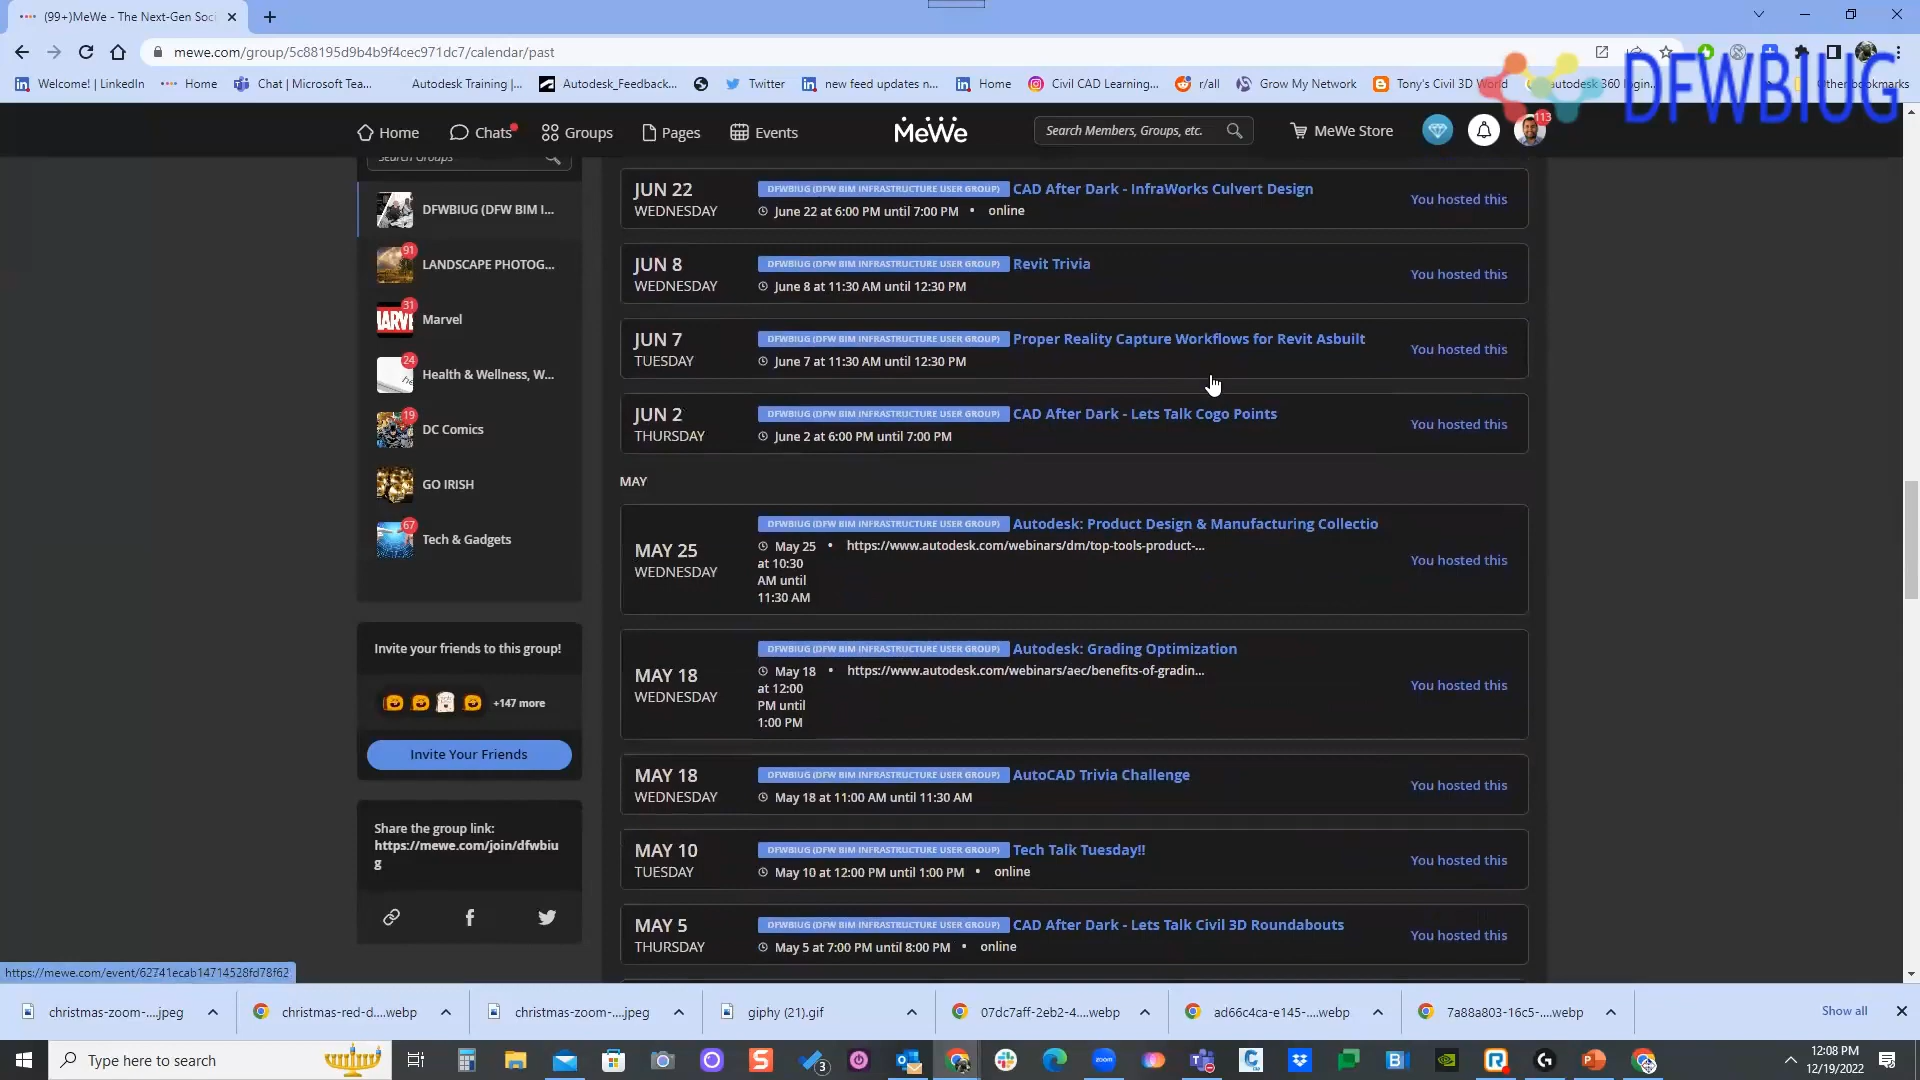 (99+)MeWe - The Next-Gen Soci
mewe.com/group/5c88195d9b4b9f4cec971dc7/calendar/past
Welcome! | LinkedIn
Home
Chat | Microsoft Tea...
Autodesk Training |...
Autodesk_Feedback...
Twitter
new feed updates n...
Home
Civil CAD Learning...
r/all
Grow My Network
Tony's Civil 3D World
autodesk 360 login...
Other bookmarks
DFWBIUG
Home
Chats
Groups
Pages
Events
MeWe
Search Members, Groups, etc.
MeWe Store
113
Search Groups
DFWBIUG (DFW BIM I...
91
LANDSCAPE PHOTOG...
31
MARV
Marvel
24
Health & Wellness, W...
19
DC Comics
GO IRISH
67
Tech & Gadgets
Invite your friends to this group!
+147 more
Invite Your Friends
Share the group link:
https://mewe.com/join/dfwbiu
g
JUN 22
WEDNESDAY
DFWBIUG (DFW BIM INFRASTRUCTURE USER GROUP) CAD After Dark - InfraWorks Culvert Design
June 22 at 6:00 PM until 7:00 PM • online
You hosted this
JUN 8
WEDNESDAY
DFWBIUG (DFW BIM INFRASTRUCTURE USER GROUP) Revit Trivia
June 8 at 11:30 AM until 12:30 PM
You hosted this
JUN 7
TUESDAY
DFWBIUG (DFW BIM INFRASTRUCTURE USER GROUP) Proper Reality Capture Workflows for Revit Asbuilt
June 7 at 11:30 AM until 12:30 PM
You hosted this
JUN 2
THURSDAY
DFWBIUG (DFW BIM INFRASTRUCTURE USER GROUP) CAD After Dark - Lets Talk Cogo Points
June 2 at 6:00 PM until 7:00 PM
You hosted this
MAY
MAY 25
WEDNESDAY
DFWBIUG (DFW BIM INFRASTRUCTURE USER GROUP) Autodesk: Product Design & Manufacturing Collectio
May 25 • https://www.autodesk.com/webinars/dm/top-tools-product-...
at 10:30
AM until
11:30 AM
You hosted this
MAY 18
WEDNESDAY
DFWBIUG (DFW BIM INFRASTRUCTURE USER GROUP) Autodesk: Grading Optimization
May 18 • https://www.autodesk.com/webinars/aec/benefits-of-gradin...
at 12:00
PM until
1:00 PM
You hosted this
MAY 18
WEDNESDAY
DFWBIUG (DFW BIM INFRASTRUCTURE USER GROUP) AutoCAD Trivia Challenge
May 18 at 11:00 AM until 11:30 AM
You hosted this
MAY 10
TUESDAY
DFWBIUG (DFW BIM INFRASTRUCTURE USER GROUP) Tech Talk Tuesday!!
May 10 at 12:00 PM until 1:00 PM • online
You hosted this
MAY 5
THURSDAY
DFWBIUG (DFW BIM INFRASTRUCTURE USER GROUP) CAD After Dark - Lets Talk Civil 3D Roundabouts
May 5 at 7:00 PM until 8:00 PM • online
You hosted this
https://mewe.com/event/62741ecab14714528fd78f62
christmas-zoom-....jpeg
christmas-red-d....webp
christmas-zoom-....jpeg
giphy (21).gif
07dc7aff-2eb2-4....webp
ad66c4ca-e145-....webp
7a88a803-16c5-....webp
Show all
Type here to search
3
zoom
12:08 PM
12/19/2022